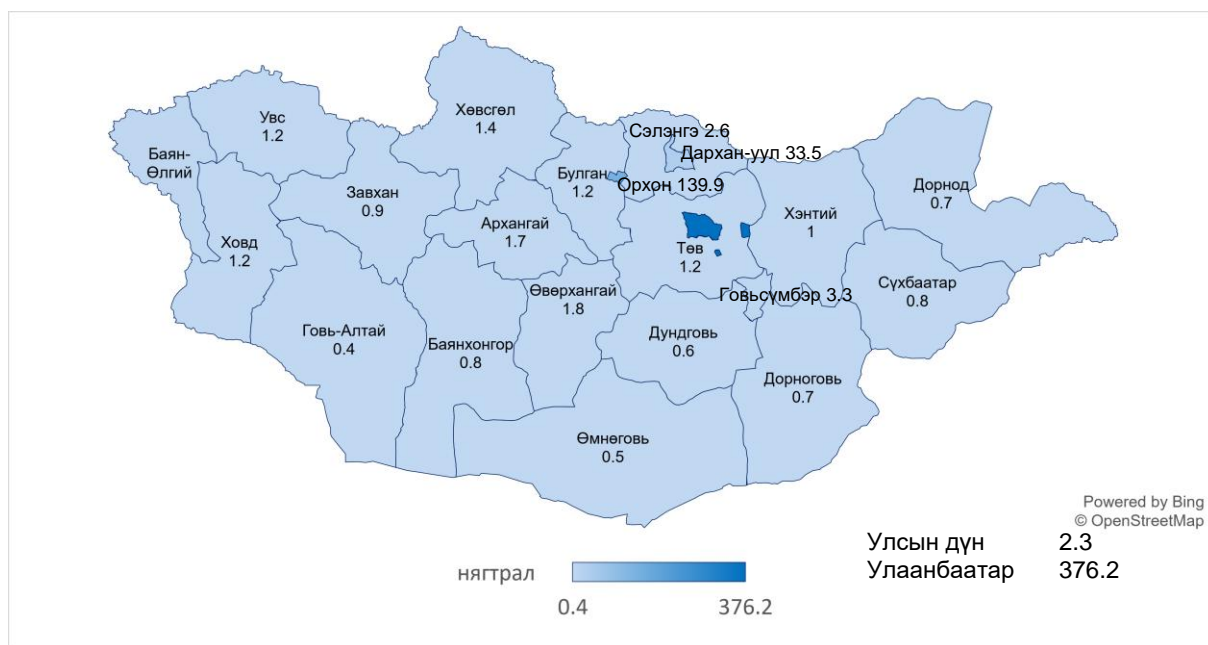 Хөвсгөл
1.4
Увс
1.2
Сэлэнгэ 2.6
Дархан-уул 33.5
Баян-
Өлгий
Булган
1.2
Орхон 139.9
Дорнод
0.7
Завхан
0.9
Хэнтий
1
Архангай
1.7
Ховд
1.2
Төв
1.2
Сүхбаатар
0.8
Өвөрхангай
1.8
Говьсүмбэр 3.3
Говь-Алтай
0.4
Баянхонгор
0.8
Дундговь
0.6
Дорноговь
0.7
Өмнөговь
0.5
Powered by Bing
© OpenStreetMap
Улсын дүн 2.3
Улаанбаатар 376.2
нягтрал
0.4 376.2